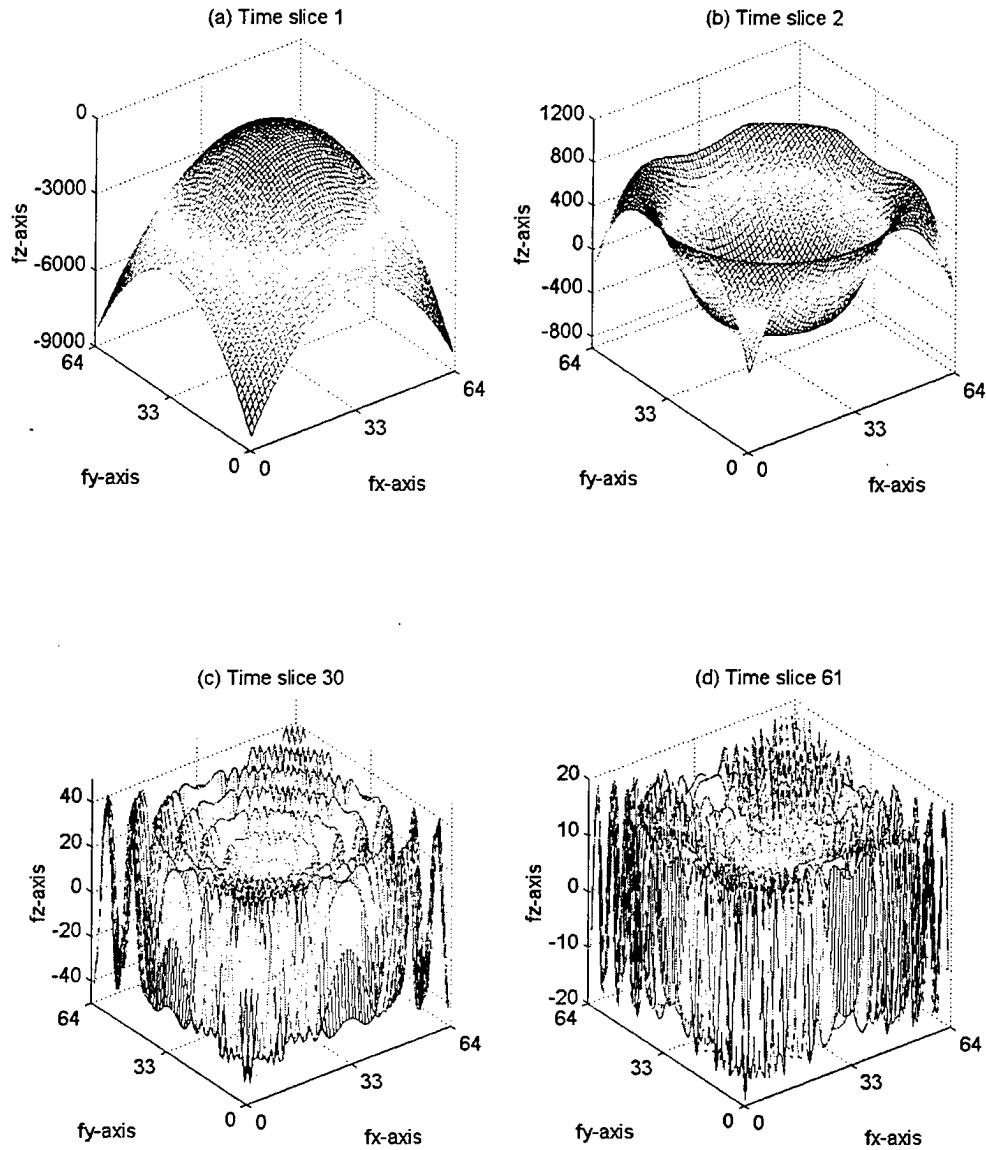 (a) Time slice 1
0
-3000
-6000
-9000
fz-axis
64
33
0
fy-axis
0
33
64
fx-axis
(b) Time slice 2
1200
800
400
0
-400
-800
fz-axis
64
33
0
fy-axis
0
33
64
fx-axis
(c) Time slice 30
40
20
0
-20
-40
fz-axis
64
33
0
fy-axis
0
33
64
fx-axis
(d) Time slice 61
20
10
0
-10
-20
fz-axis
64
33
0
fy-axis
0
33
64
fx-axis